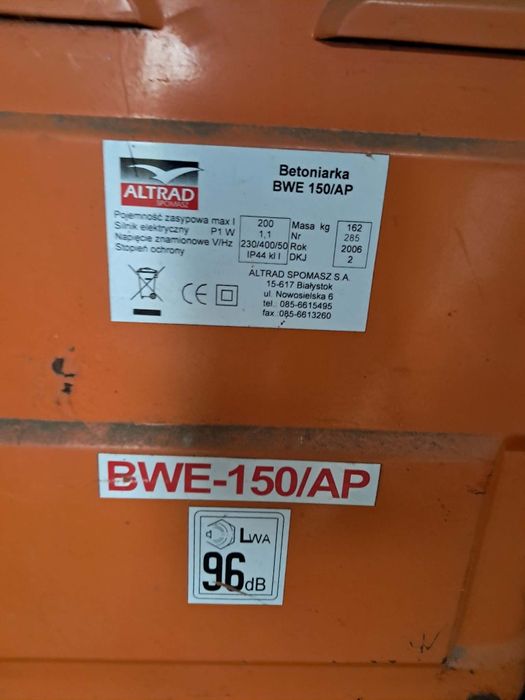 ALTRAD
SPOMASZ
Betoniarka
BWE 150/AP
Pojemność zasypowa max l 200 Masa kg 162
Silnik elektryczny P1 W 1,1 Nr 285
Napięcie znamionowe V/Hz 230/400/50 Rok 2006
Stopień ochrony IP44 kl I DKJ 2
ALTRAD SPOMASZ S.A.
15-617 Białystok
ul. Nowosielska 6
tel.: 085-6615495
fax.:085-6613260
CE
BWE-150/AP
LWA
96dB